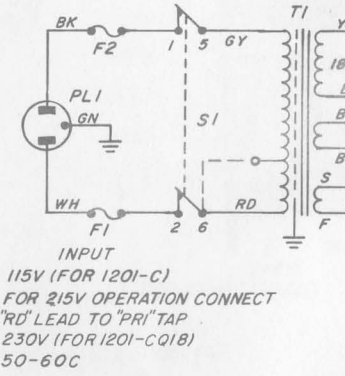 BK
F2
1
5
GY
T1
Y
18
PL1
GN
S1
B
B
S
F
WH
F1
2
6
RD
INPUT
115V (FOR 1201-C)
FOR 215V OPERATION CONNECT
"RD" LEAD TO "PRI" TAP
230V (FOR 1201-CQ18)
50-60C